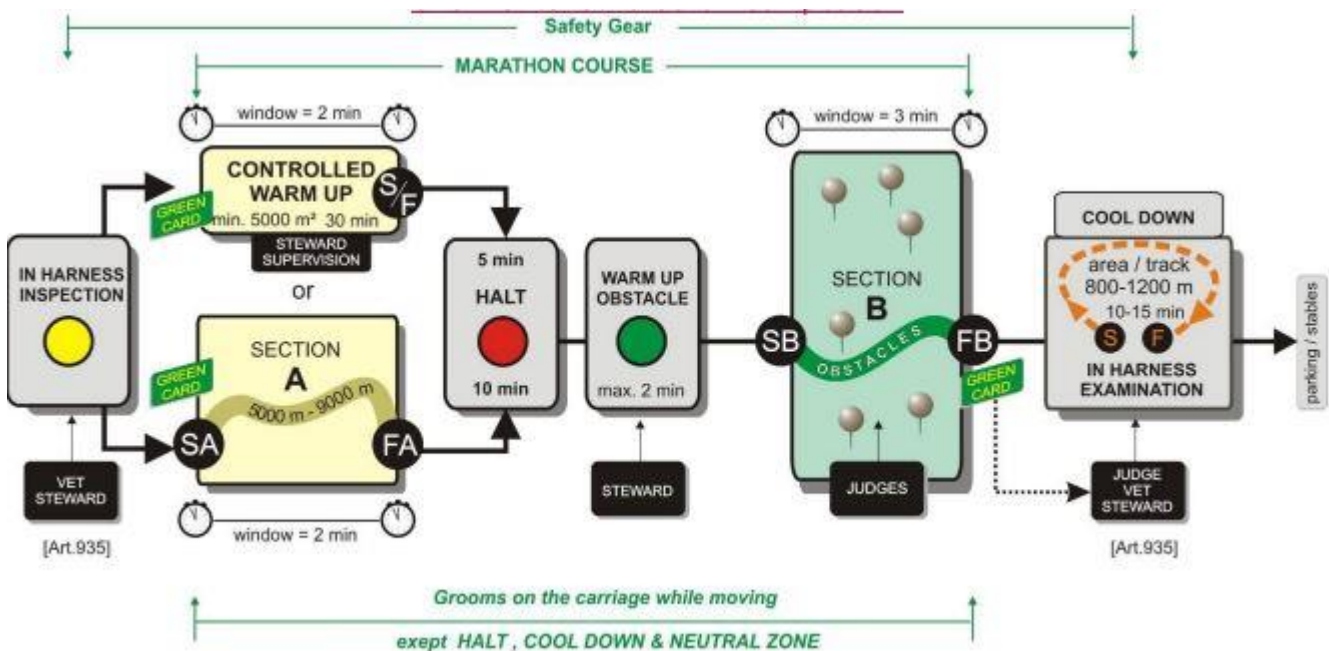 Safety Gear
MARATHON COURSE
window = 2 min
window = 3 min
CONTROLLED
WARM UP
min. 5000 m² 30 min
S/F
GREEN
CARD
STEWARD
SUPERVISION
or
IN HARNESS
INSPECTION
VET
STEWARD
[Art.935]
SECTION
A
5000 m - 9000 m
GREEN
CARD
SA
FA
window = 2 min
5 min
HALT
10 min
WARM UP
OBSTACLE
max. 2 min
STEWARD
SECTION
B
SB
OBSTACLES
FB
JUDGES
GREEN
CARD
COOL DOWN
area / track
800-1200 m
10-15 min
S
F
IN HARNESS
EXAMINATION
JUDGE
VET
STEWARD
[Art.935]
parking / stables
Grooms on the carriage while moving
exept HALT , COOL DOWN & NEUTRAL ZONE